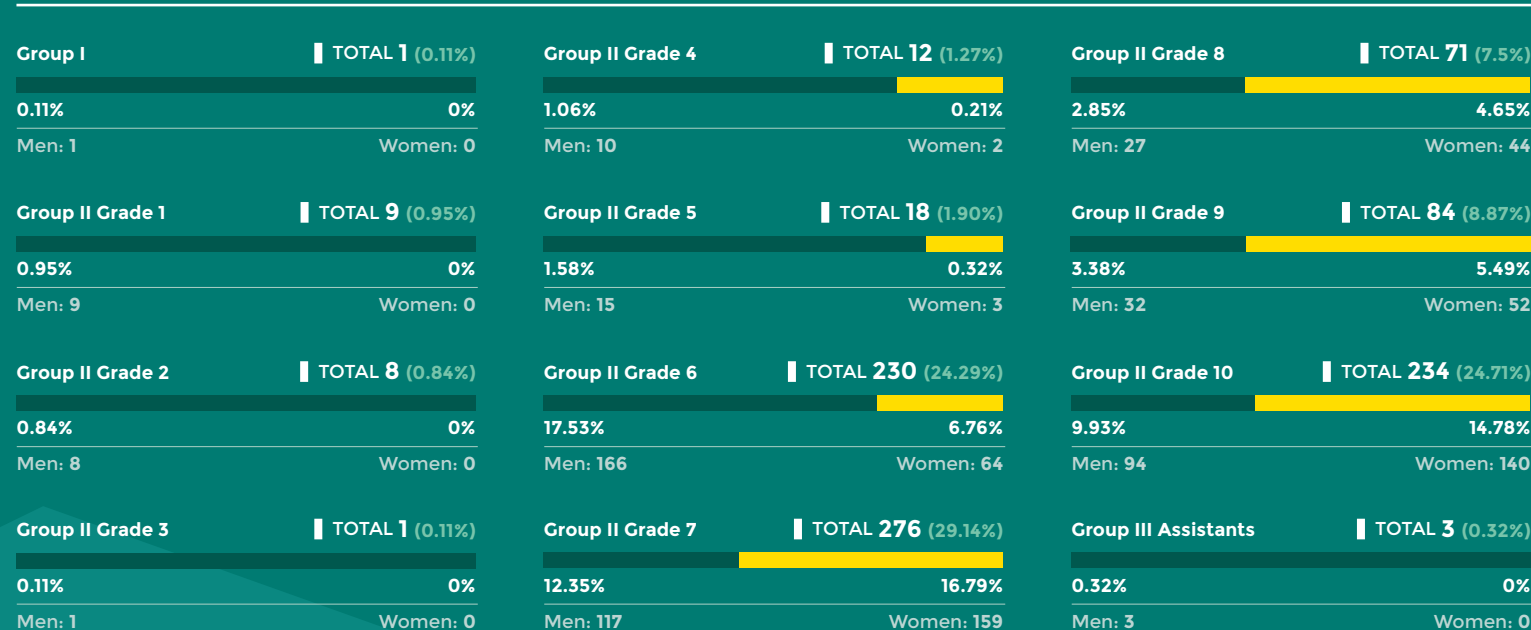 Group I TOTAL 1 (0.11%)
0.11% 0%
Men: 1 Women: 0
Group II Grade 1 TOTAL 9 (0.95%)
0.95% 0%
Men: 9 Women: 0
Group II Grade 2 TOTAL 8 (0.84%)
0.84% 0%
Men: 8 Women: 0
Group II Grade 3 TOTAL 1 (0.11%)
0.11% 0%
Men: 1 Women: 0
Group II Grade 4 TOTAL 12 (1.27%)
1.06% 0.21%
Men: 10 Women: 2
Group II Grade 5 TOTAL 18 (1.90%)
1.58% 0.32%
Men: 15 Women: 3
Group II Grade 6 TOTAL 230 (24.29%)
17.53% 6.76%
Men: 166 Women: 64
Group II Grade 7 TOTAL 276 (29.14%)
12.35% 16.79%
Men: 117 Women: 159
Group II Grade 8 TOTAL 71 (7.5%)
2.85% 4.65%
Men: 27 Women: 44
Group II Grade 9 TOTAL 84 (8.87%)
3.38% 5.49%
Men: 32 Women: 52
Group II Grade 10 TOTAL 234 (24.71%)
9.93% 14.78%
Men: 94 Women: 140
Group III Assistants TOTAL 3 (0.32%)
0.32% 0%
Men: 3 Women: 0